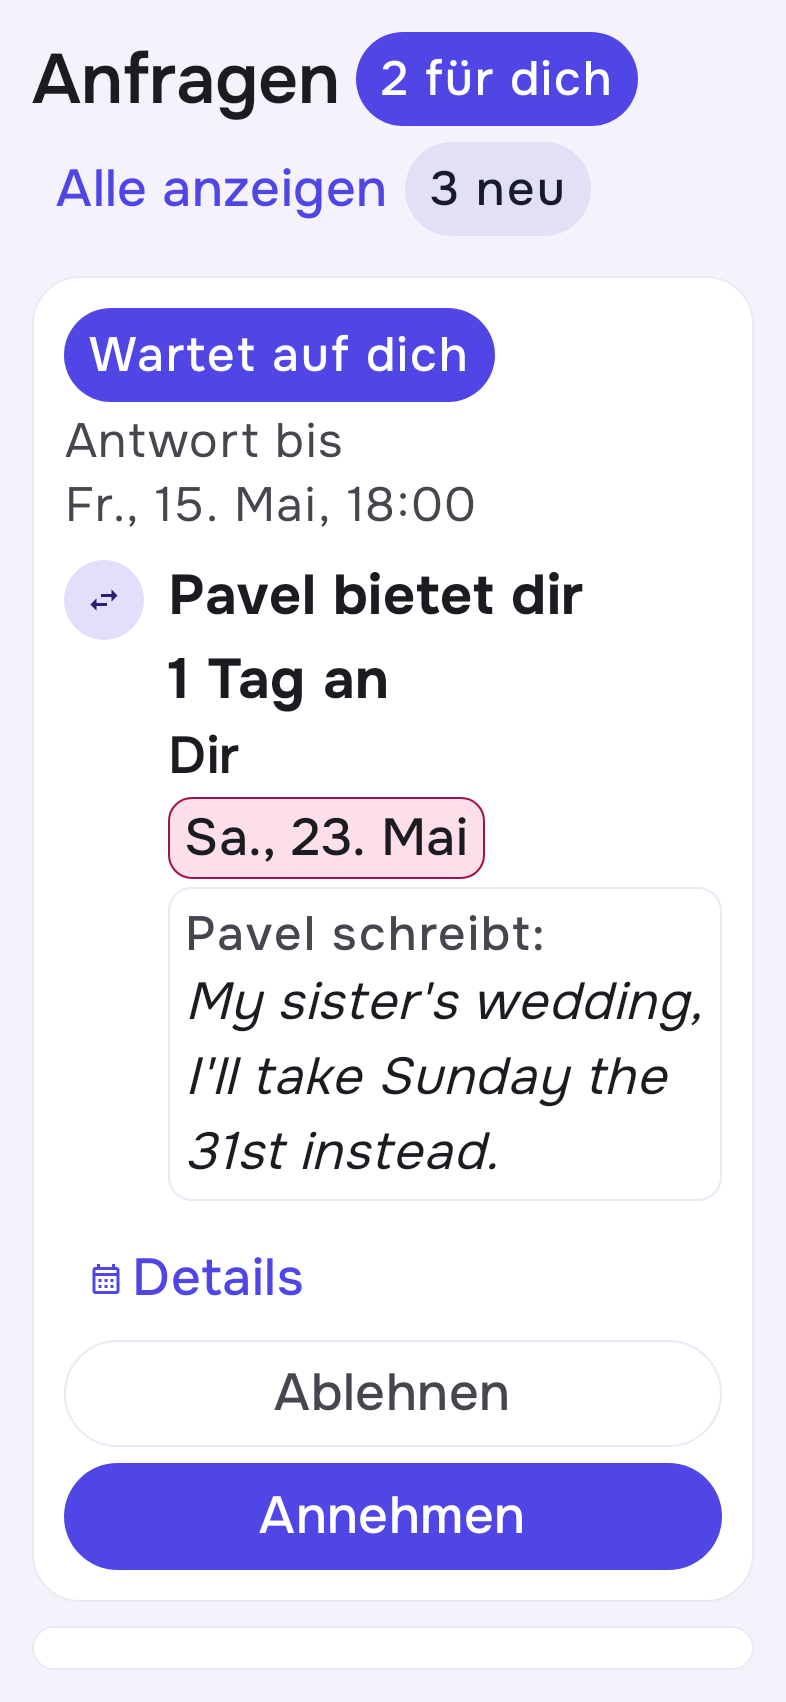 Anfragen 2 für dich
Alle anzeigen 3 neu
Wartet auf dich
Antwort bis
Fr., 15. Mai, 18:00
Pavel bietet dir
1 Tag an
Dir
Sa., 23. Mai
Pavel schreibt:
My sister's wedding,
I'll take Sunday the
31st instead.
Details
Ablehnen
Annehmen